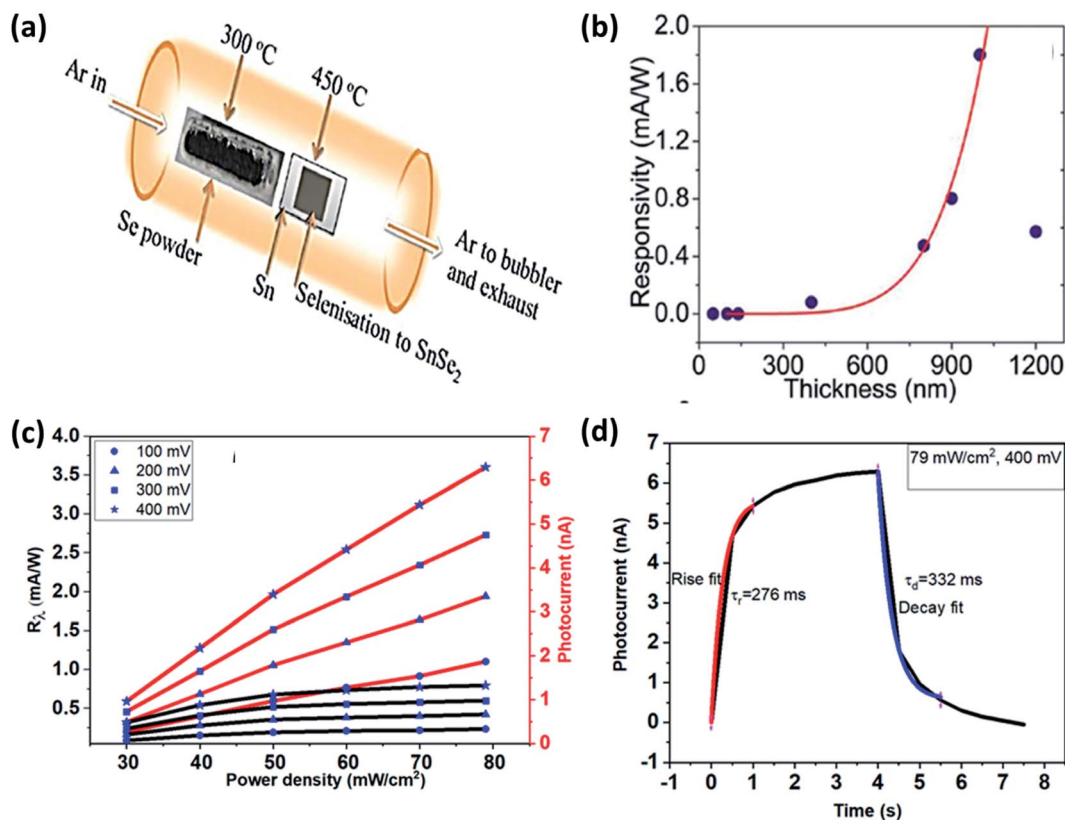 (a)
300 ºC
450 ºC
Ar in
Se powder
Sn
Selenisation to SnSe₂
Ar to bubbler
and exhaust
(b)
Responsivity (mA/W)
2.0
1.6
1.2
0.8
0.4
0.0
0 300 600 900 1200
Thickness (nm)
(c)
100 mV
200 mV
300 mV
400 mV
Rλ (mA/W)
4.0
3.5
3.0
2.5
2.0
1.5
1.0
0.5
Photocurrent (nA)
7
6
5
4
3
2
1
0
30 40 50 60 70 80
Power density (mW/cm²)
(d)
79 mW/cm², 400 mV
Photocurrent (nA)
7
6
5
4
3
2
1
0
-1
Rise fit
τr=276 ms
τd=332 ms
Decay fit
-1 0 1 2 3 4 5 6 7 8
Time (s)